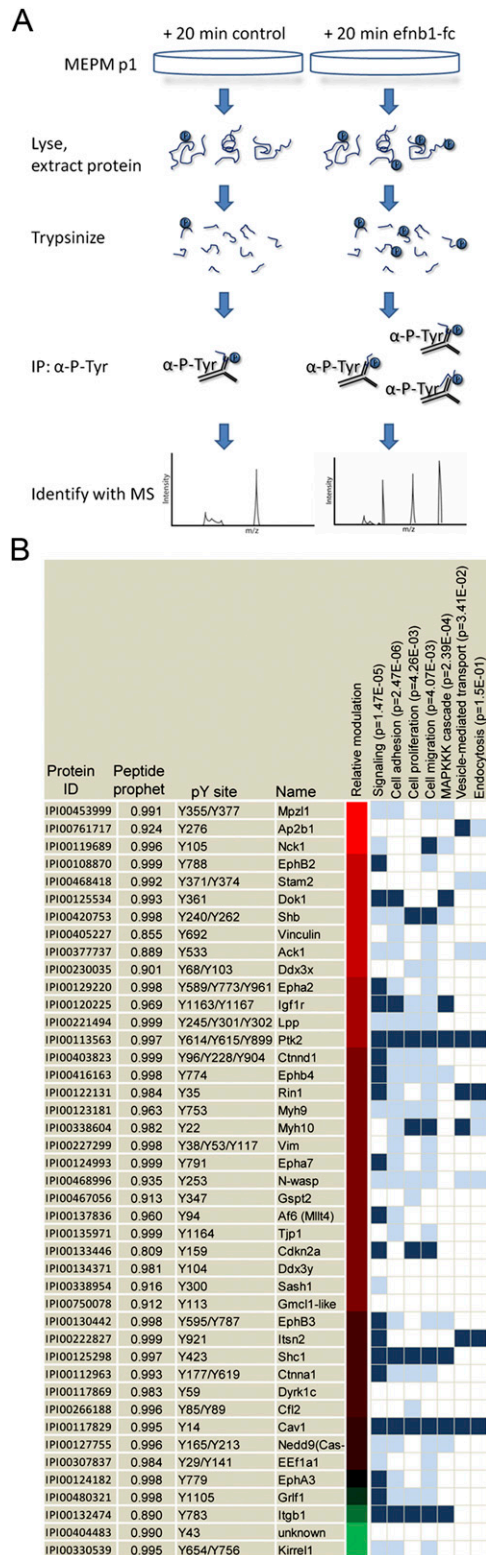 A
+ 20 min control
+ 20 min efnb1-fc
MEPM p1
Lyse,
extract protein
Trypsinize
IP: α-P-Tyr
α-P-Tyr
α-P-Tyr
α-P-Tyr
α-P-Tyr
Identify with MS
Intensity
m/z
Intensity
m/z
B
Relative modulation
Signaling (p=1.47E-05)
Cell adhesion (p=2.47E-06)
Cell proliferation (p=4.26E-03)
Cell migration (p=4.07E-03)
MAPKKK cascade (p=2.39E-04)
Vesicle-mediated transport (p=3.41E-02)
Endocytosis (p=1.5E-01)
Protein ID Peptide prophet pY site Name
IPI00453999 0.991 Y355/Y377 Mpzl1
IPI00761717 0.924 Y276 Ap2b1
IPI00119689 0.996 Y105 Nck1
IPI00108870 0.999 Y788 EphB2
IPI00468418 0.992 Y371/Y374 Stam2
IPI00125534 0.993 Y361 Dok1
IPI00420753 0.998 Y240/Y262 Shb
IPI00405227 0.855 Y692 Vinculin
IPI00377737 0.889 Y533 Ack1
IPI00230035 0.901 Y68/Y103 Ddx3x
IPI00129220 0.998 Y589/Y773/Y961 Epha2
IPI00120225 0.969 Y1163/Y1167 Igf1r
IPI00221494 0.999 Y245/Y301/Y302 Lpp
IPI00113563 0.997 Y614/Y615/Y899 Ptk2
IPI00403823 0.999 Y96/Y228/Y904 Ctnnd1
IPI00416163 0.998 Y774 Ephb4
IPI00122131 0.984 Y35 Rin1
IPI00123181 0.963 Y753 Myh9
IPI00338604 0.982 Y22 Myh10
IPI00227299 0.998 Y38/Y53/Y117 Vim
IPI00124993 0.999 Y791 Epha7
IPI00468996 0.935 Y253 N-wasp
IPI00467056 0.913 Y347 Gspt2
IPI00137836 0.960 Y94 Af6 (Mllt4)
IPI00135971 0.999 Y1164 Tjp1
IPI00133446 0.809 Y159 Cdkn2a
IPI00134371 0.981 Y104 Ddx3y
IPI00338954 0.916 Y300 Sash1
IPI00750078 0.912 Y113 Gmcl1-like
IPI00130442 0.998 Y595/Y787 EphB3
IPI00222827 0.999 Y921 Itsn2
IPI00125298 0.997 Y423 Shc1
IPI00112963 0.993 Y177/Y619 Ctnna1
IPI00117869 0.983 Y59 Dyrk1c
IPI00266188 0.996 Y85/Y89 Cfl2
IPI00117829 0.995 Y14 Cav1
IPI00127755 0.996 Y165/Y213 Nedd9(Cas-
IPI00307837 0.984 Y29/Y141 EEf1a1
IPI00124182 0.998 Y779 EphA3
IPI00480321 0.998 Y1105 Grlf1
IPI00132474 0.890 Y783 Itgb1
IPI00404483 0.990 Y43 unknown
IPI00330539 0.995 Y654/Y756 Kirrel1